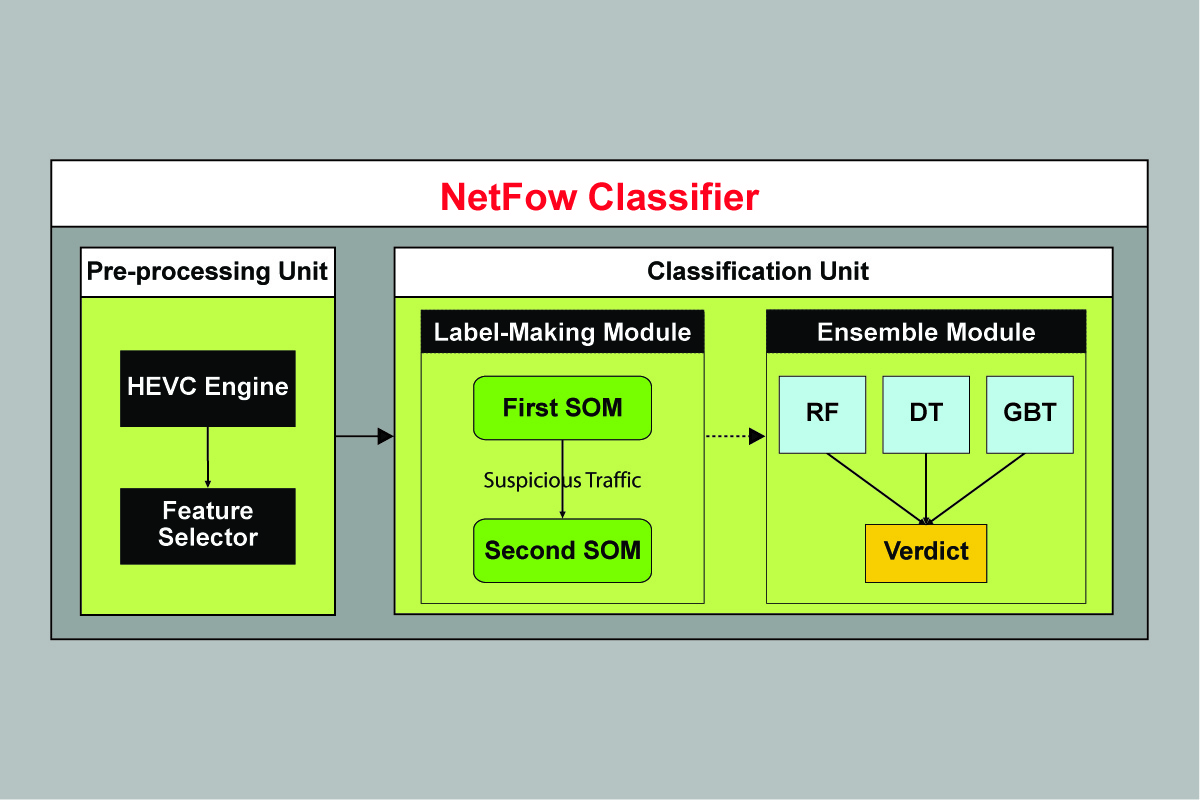 NetFow Classifier
Pre-processing Unit
HEVC Engine
Feature
Selector
Classification Unit
Label-Making Module
First SOM
Suspicious Traffic
Second SOM
Ensemble Module
RF
DT
GBT
Verdict